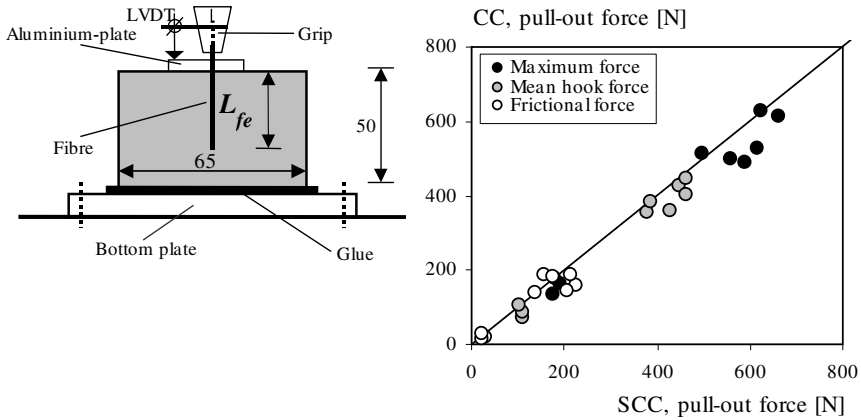 LVDT
Grip
Aluminium-plate
L_fe
50
Fibre
65
Bottom plate
Glue
CC, pull-out force [N]
800
Maximum force
Mean hook force
Frictional force
600
400
200
0
0
200
400
600
800
SCC, pull-out force [N]